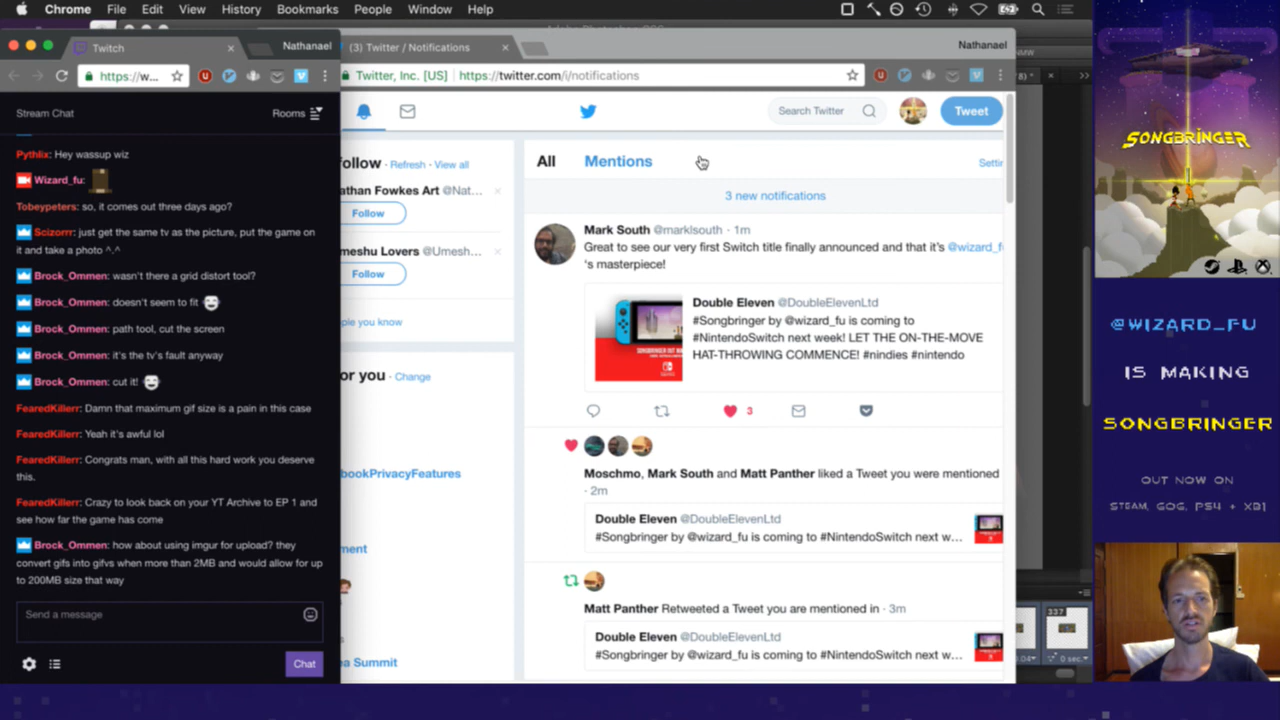 Chrome File Edit View History Bookmarks People Window Help
Twitch
Nathanael
https://w...
Stream Chat
Rooms
Pythlix: Hey wassup wiz
Wizard_fu:
Tobeypeters: so, it comes out three days ago?
Scizorrr: just get the same tv as the picture, put the game on
it and take a photo ^.^
Brock_Ommen: wasn't there a grid distort tool?
Brock_Ommen: doesn't seem to fit
Brock_Ommen: path tool, cut the screen
Brock_Ommen: it's the tv's fault anyway
Brock_Ommen: cut it!
FearedKillerr: Damn that maximum gif size is a pain in this case
FearedKillerr: Yeah it's awful lol
FearedKillerr: Congrats man, with all this hard work you deserve
this.
FearedKillerr: Crazy to look back on your YT Archive to EP 1 and
see how far the game has come
Brock_Ommen: how about using imgur for upload? they
convert gifs into gifvs when more than 2MB and would allow for up
to 200MB size that way
Send a message
Chat
(3) Twitter / Notifications
Nathanael
Twitter, Inc. [US] https://twitter.com/i/notifications
Search Twitter
Tweet
follow · Refresh · View all
athan Fowkes Art @Nat...
Follow
meshu Lovers @Umesh...
Follow
ople you know
or you · Change
bookPrivacyFeatures
ment
ea Summit
All
Mentions
Settin
3 new notifications
Mark South @marklsouth · 1m
Great to see our very first Switch title finally announced and that it's @wizard_f
's masterpiece!
Double Eleven @DoubleElevenLtd
#Songbringer by @wizard_fu is coming to
#NintendoSwitch next week! LET THE ON-THE-MOVE
HAT-THROWING COMMENCE! #nindies #nintendo
3
Moschmo, Mark South and Matt Panther liked a Tweet you were mentioned
· 2m
Double Eleven @DoubleElevenLtd
#Songbringer by @wizard_fu is coming to #NintendoSwitch next w...
Matt Panther Retweeted a Tweet you are mentioned in · 3m
Double Eleven @DoubleElevenLtd
#Songbringer by @wizard_fu is coming to #NintendoSwitch next w...
337
0 sec.
SONGBRINGER
@WIZARD_FU
IS MAKING
SONGBRINGER
OUT NOW ON
STEAM, GOG, PS4 + XB1